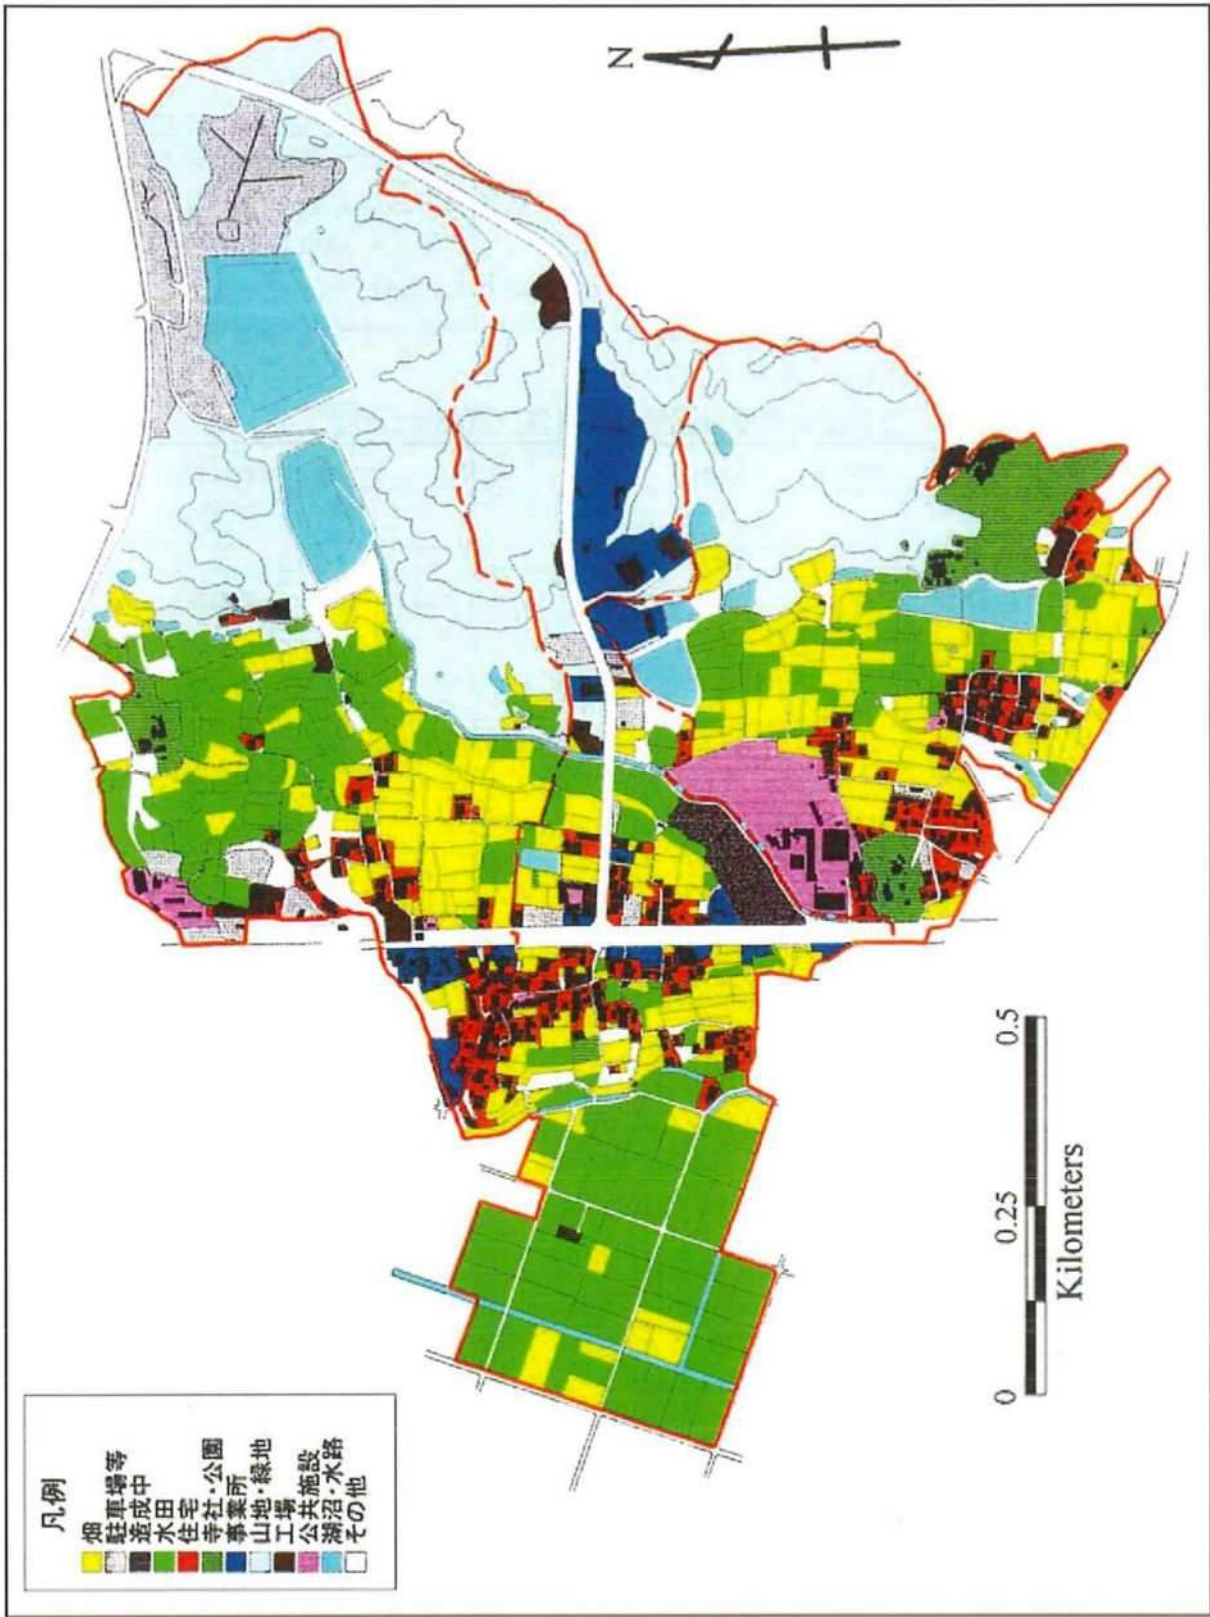 N
凡例
畑
駐車場等
造成中
水田
住宅
寺社・公園
事業所
山地・緑地
工場
公共施設
湖沼・水路
その他
0 0.25 0.5
Kilometers